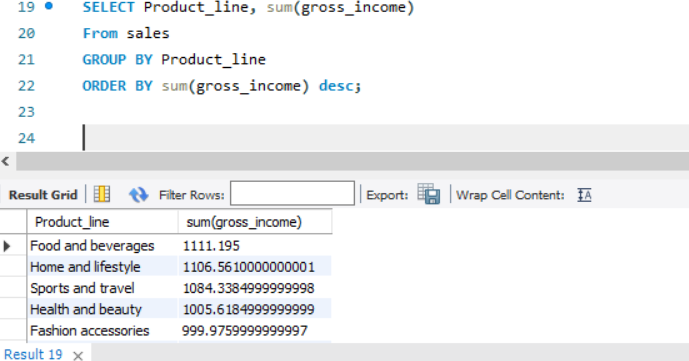 19 SELECT Product_line, sum(gross_income)
20 From sales
21 GROUP BY Product_line
22 ORDER BY sum(gross_income) desc;
23
24
Result Grid Filter Rows: Export: Wrap Cell Content:
Product_line sum(gross_income)
Food and beverages 1111.195
Home and lifestyle 1106.5610000000001
Sports and travel 1084.3384999999998
Health and beauty 1005.6184999999999
Fashion accessories 999.9759999999997
Result 19